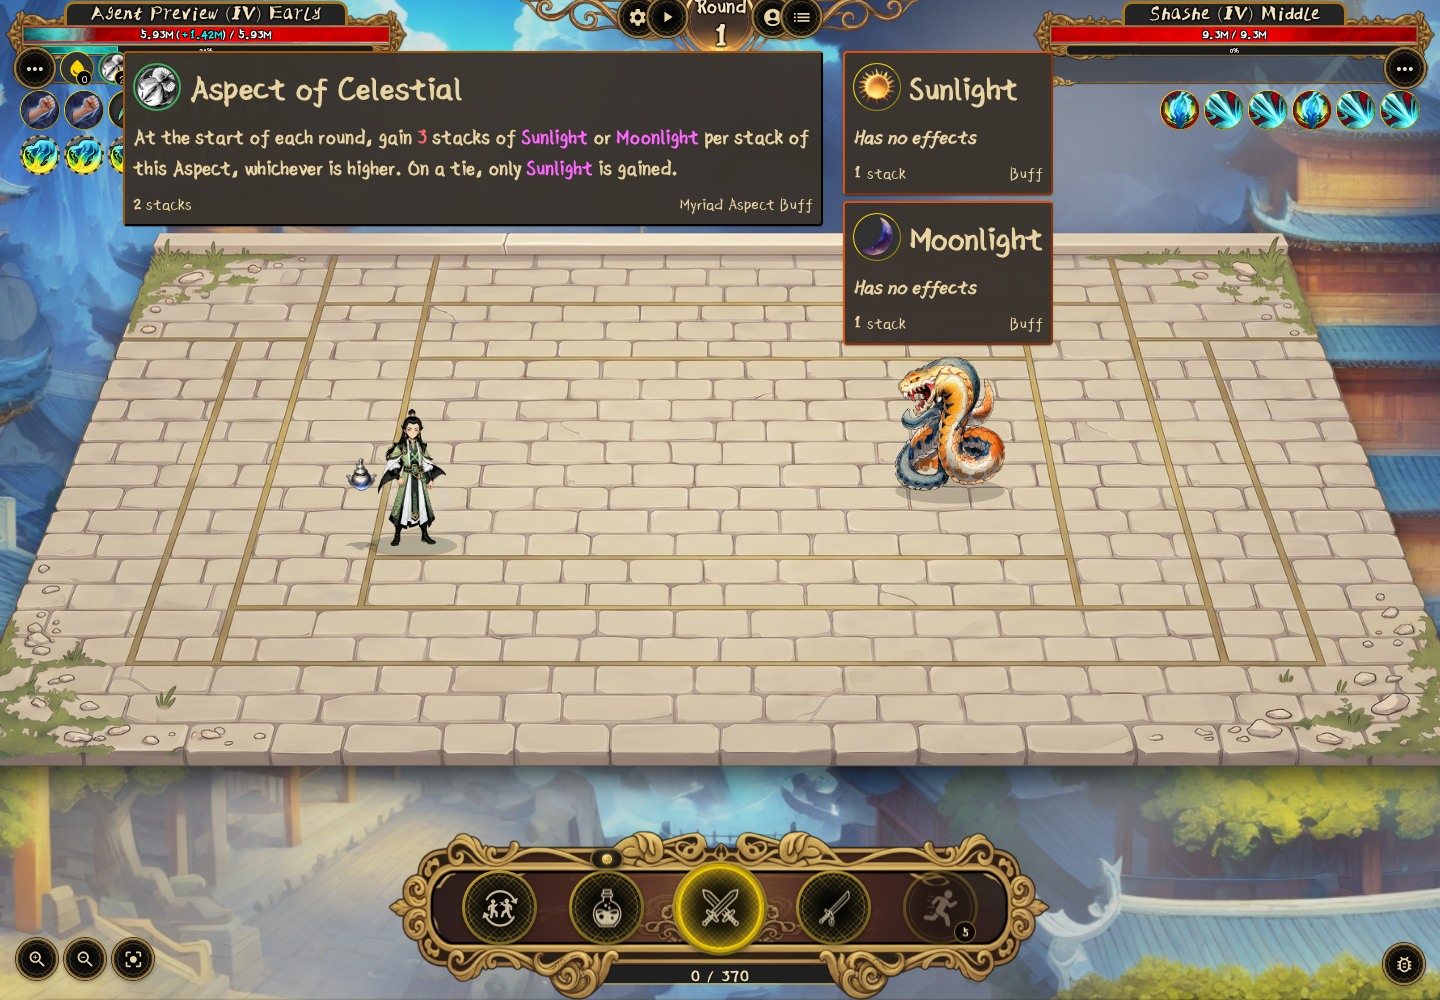 Agent Preview (IV) Early
5.93M (+1.42M) / 5.93M
Round
1
Shashe (IV) Middle
9.3M / 9.3M
0%
0
Aspect of Celestial
At the start of each round, gain 3 stacks of Sunlight or Moonlight per stack of
this Aspect, whichever is higher. On a tie, only Sunlight is gained.
2 stacks
Myriad Aspect Buff
Sunlight
Has no effects
1 stack
Buff
Moonlight
Has no effects
1 stack
Buff
5
0 / 370